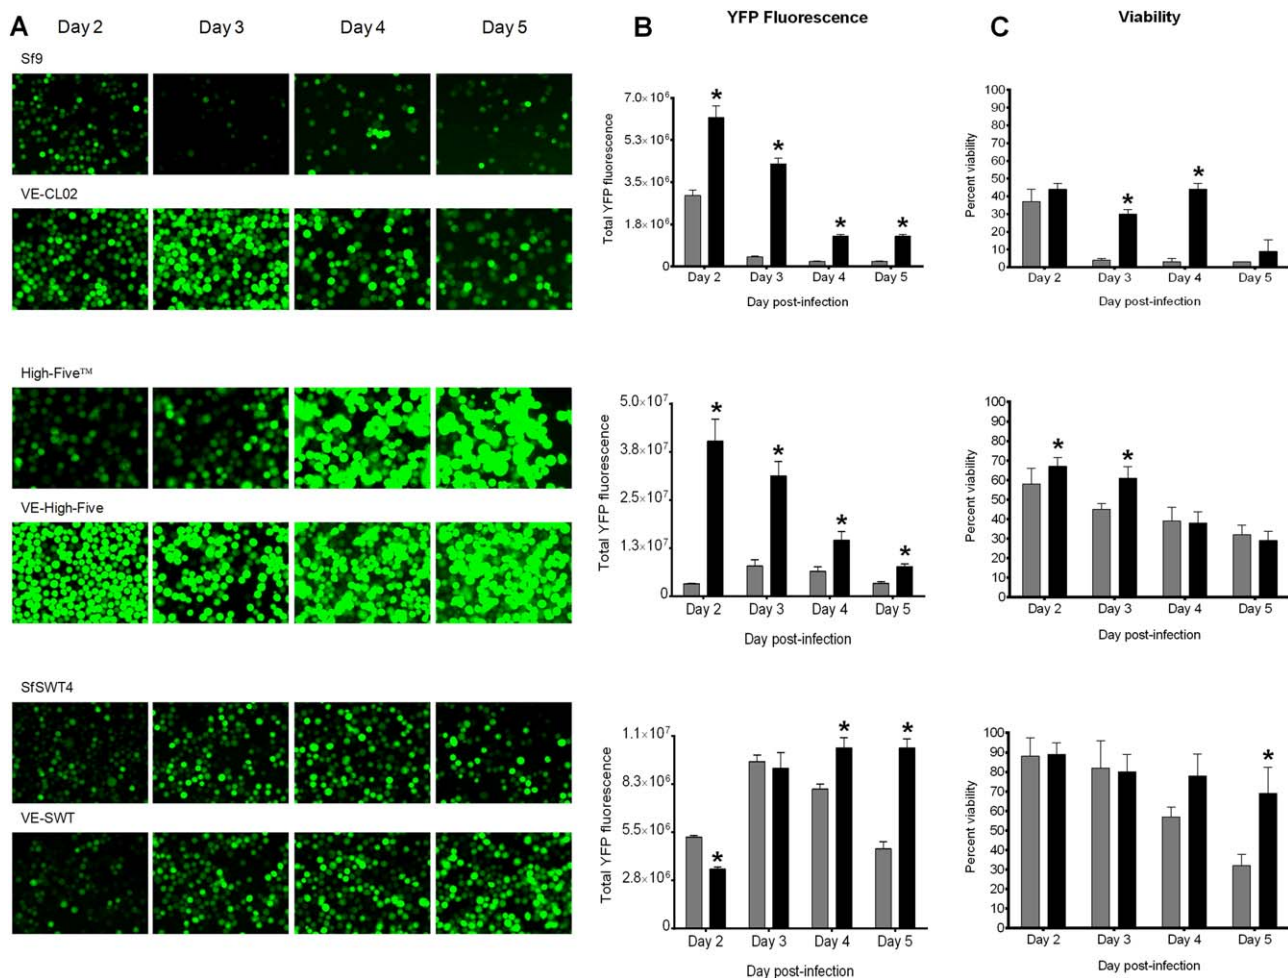 A
Day 2
Day 3
Day 4
Day 5
Sf9
VE-CL02
High-Five™
VE-High-Five
SfSWT4
VE-SWT
B
YFP Fluorescence
Total YFP fluorescence
7.0×10⁶
5.3×10⁶
3.5×10⁶
1.8×10⁶
0
*
*
*
*
Day 2
Day 3
Day 4
Day 5
Day post-infection
Total YFP fluorescence
5.0×10⁷
3.8×10⁷
2.5×10⁷
1.3×10⁷
0
*
*
*
*
Day 2
Day 3
Day 4
Day 5
Day post-infection
Total YFP fluorescence
1.1×10⁷
8.3×10⁶
5.5×10⁶
2.8×10⁶
0
*
*
*
Day 2
Day 3
Day 4
Day 5
Day post-infection
C
Viability
Percent viability
100
90
80
70
60
50
40
30
20
10
0
*
*
Day 2
Day 3
Day 4
Day 5
Day post-infection
Percent viability
100
90
80
70
60
50
40
30
20
10
0
*
*
Day 2
Day 3
Day 4
Day 5
Day post-infection
Percent viability
100
90
80
70
60
50
40
30
20
10
0
*
Day 2
Day 3
Day 4
Day 5
Day post-infection